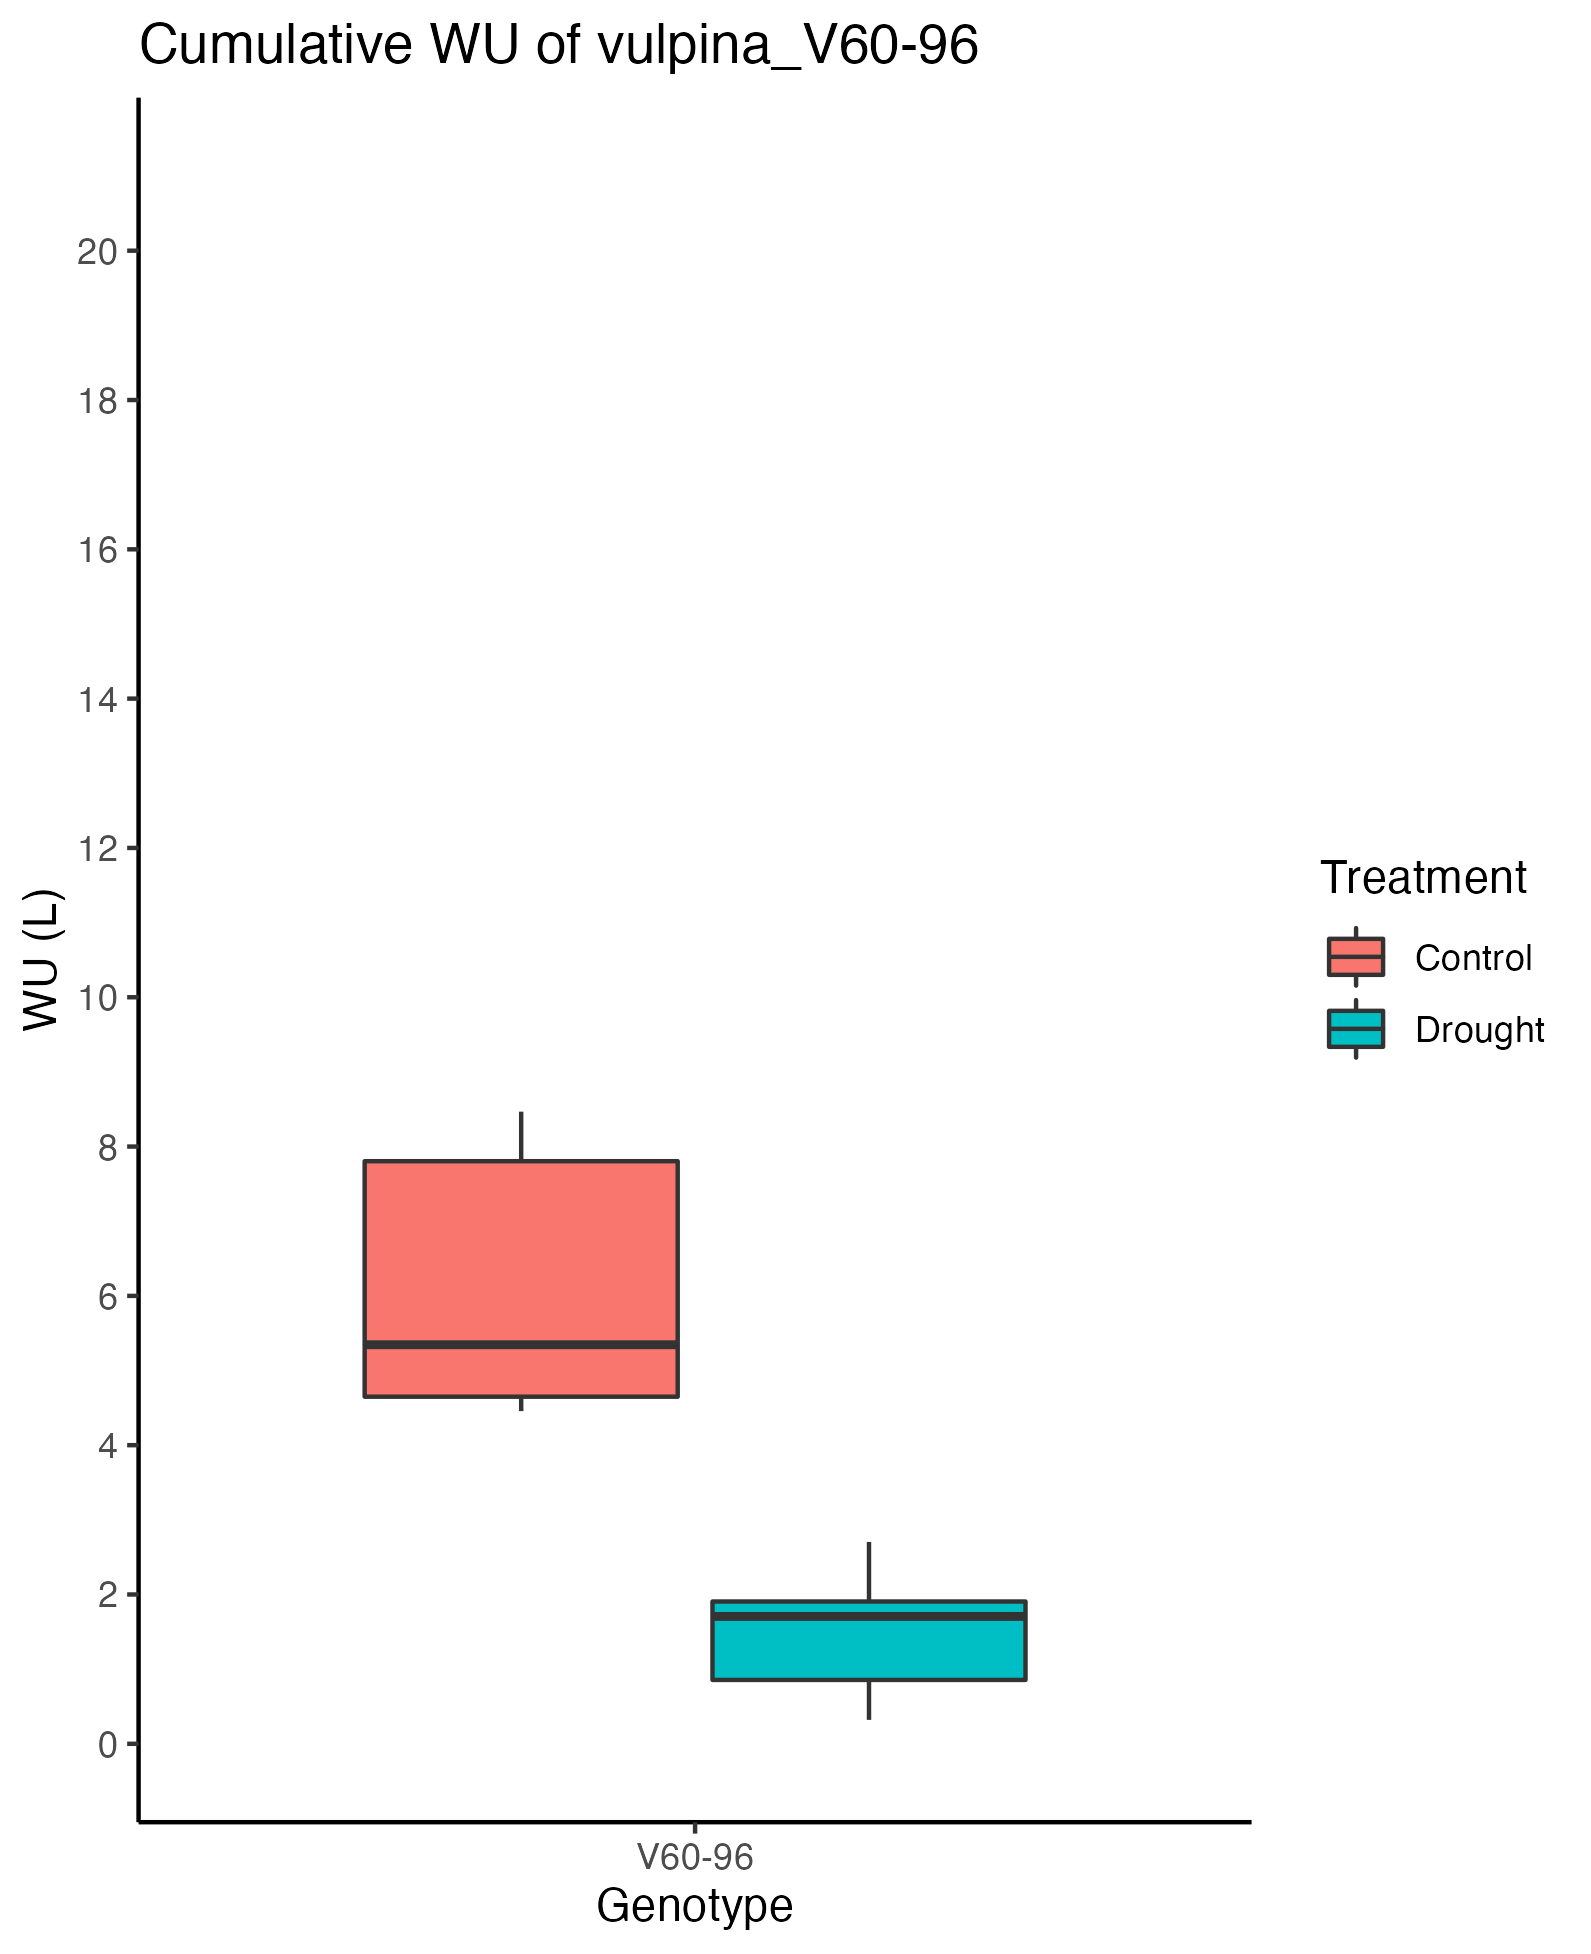 Cumulative WU of vulpina_V60-96
WU (L)
20
18
16
14
12
10
8
6
4
2
0
V60-96
Genotype
Treatment
Control
Drought